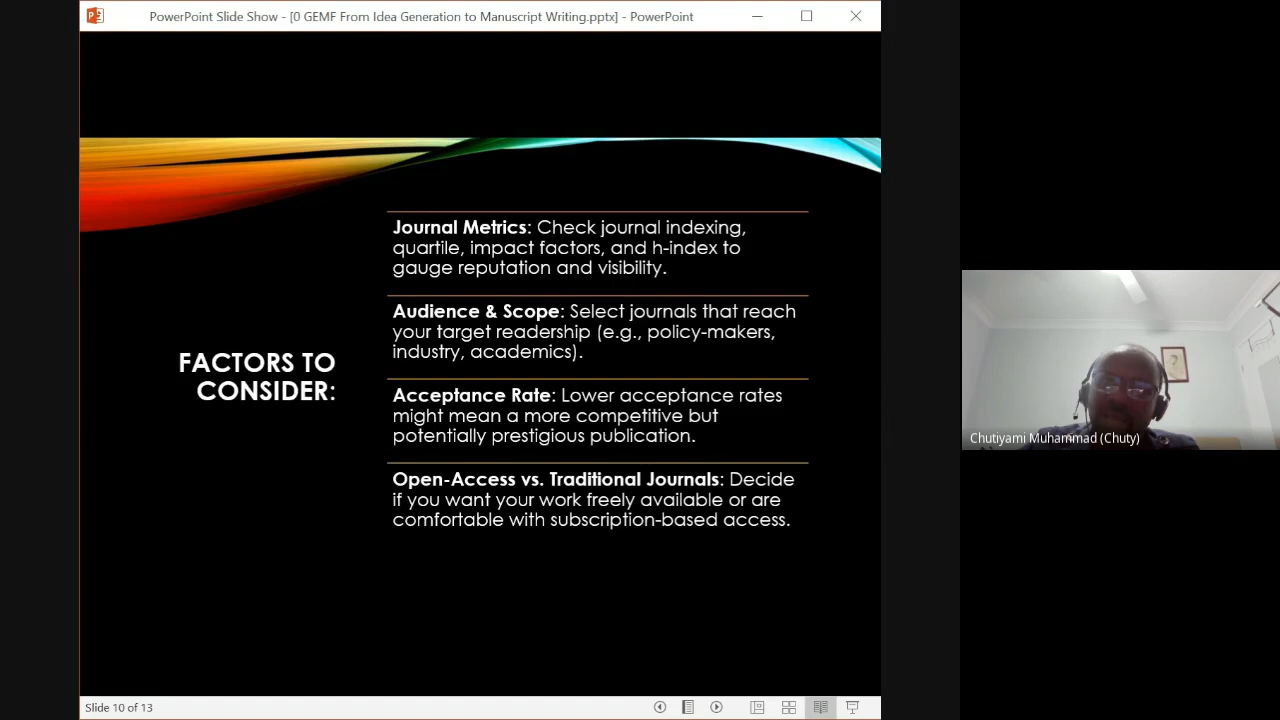 PowerPoint Slide Show - [0 GEMF From Idea Generation to Manuscript Writing.pptx] - PowerPoint
FACTORS TO
CONSIDER:
Journal Metrics: Check journal indexing,
quartile, impact factors, and h-index to
gauge reputation and visibility.
Audience & Scope: Select journals that reach
your target readership (e.g., policy-makers,
industry, academics).
Acceptance Rate: Lower acceptance rates
might mean a more competitive but
potentially prestigious publication.
Open-Access vs. Traditional Journals: Decide
if you want your work freely available or are
comfortable with subscription-based access.
Chutiyami Muhammad (Chuty)
Slide 10 of 13